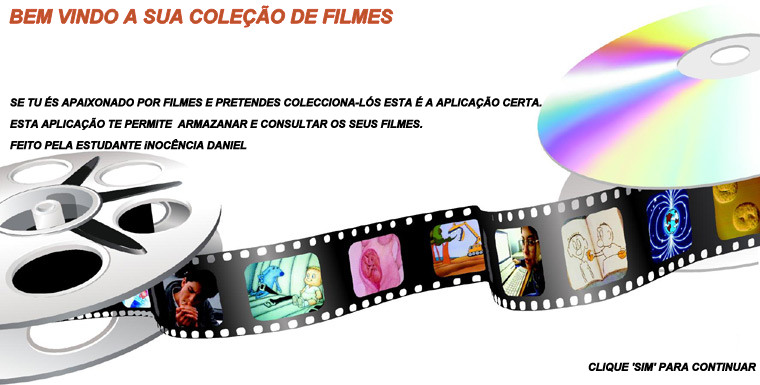 BEM VINDO A SUA COLEÇÃO DE FILMES
SE TU ÉS APAIXONADO POR FILMES E PRETENDES COLECCIONA-LÓS ESTA É A APLICAÇÃO CERTA.
ESTA APLICAÇÃO TE PERMITE ARMAZANAR E CONSULTAR OS SEUS FILMES.
FEITO PELA ESTUDANTE INOCÊNCIA DANIEL
CLIQUE 'SIM' PARA CONTINUAR